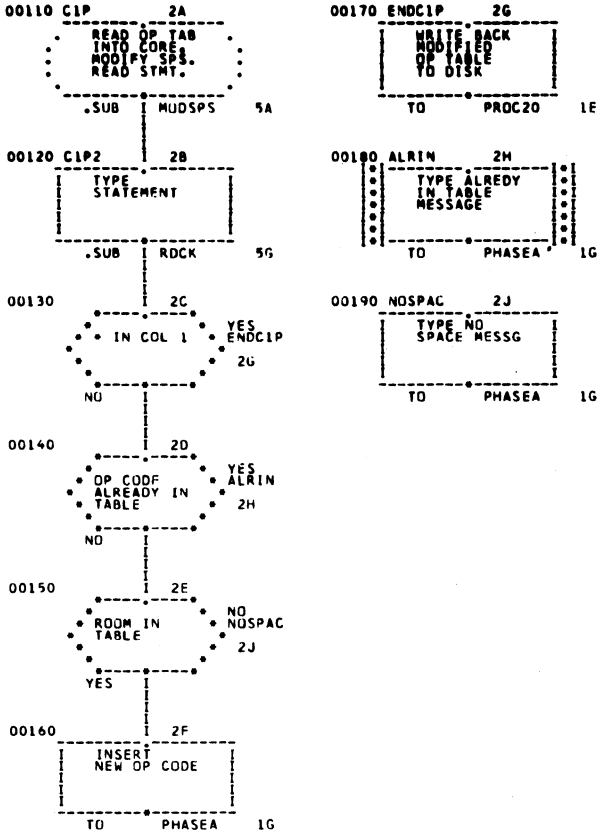 00110 C1P 2A
READ OP TAB
INTO CORE.
MODIFY SPS.
READ STMT.
.SUB MODSPS 5A
00120 C1P2 2B
TYPE
STATEMENT
.SUB RDCK 5G
00130 2C
* IN COL 1
YES
ENDC1P
2G
NO
00140 2D
OP CODF
ALREADY IN
TABLE
YES
ALRIN
2H
NO
00150 2E
ROOM IN
TABLE
NO
NOSPAC
2J
YES
00160 2F
INSERT
NEW OP CODE
TO PHASEA 1G
00170 ENDC1P 2G
WRITE BACK
MODIFIED
OP TABLE
TO DISK
TO PROC20 1E
00180 ALRIN 2H
TYPE ALREDY
IN TABLE
MESSAGE
TO PHASEA 1G
00190 NOSPAC 2J
TYPE NO
SPACE MESSG
TO PHASEA 1G